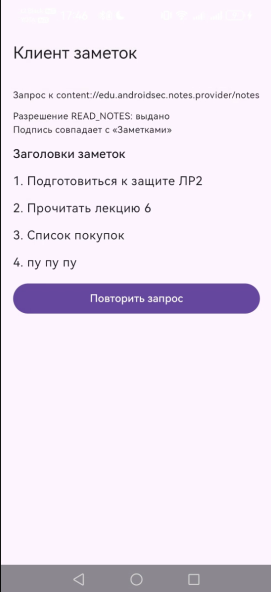 Клиент заметок
Запрос к content://edu.androidsec.notes.provider/notes
Разрешение READ_NOTES: выдано
Подпись совпадает с «Заметками»
Заголовки заметок
1. Подготовиться к защите ЛР2
2. Прочитать лекцию 6
3. Список покупок
4. пу пу пу
Повторить запрос